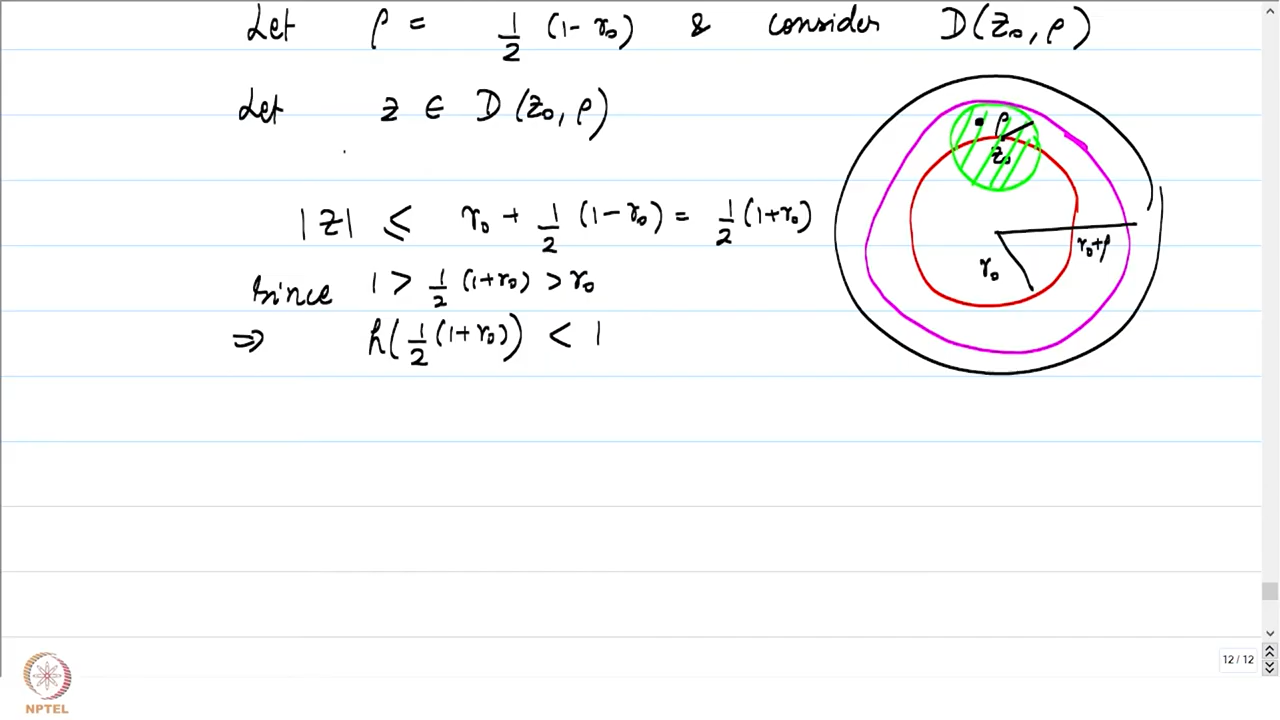 Let ρ = 1/2 (1-r₀) & consider D(z₀, ρ)
Let z ∈ D(z₀, ρ)
ρ
z₀
|z| ≤ r₀ + 1/2 (1-r₀) = 1/2 (1+r₀)
r₀+ρ
r₀
since 1 > 1/2 (1+r₀) > r₀
⇒ h(1/2 (1+r₀)) < 1
12 / 12
NPTEL